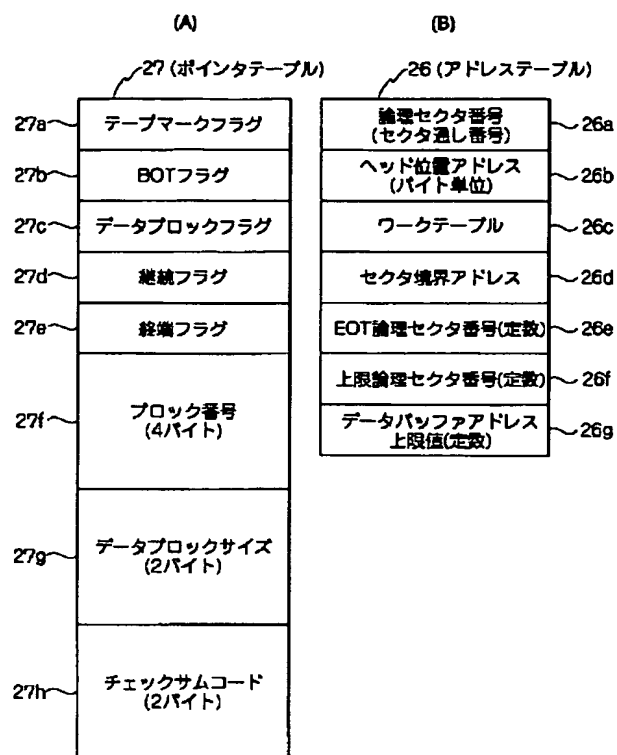 (A)
27 (ポインタテーブル)
27a
テープマークフラグ
27b
BOTフラグ
27c
データブロックフラグ
27d
継続フラグ
27e
終端フラグ
27f
ブロック番号
(4バイト)
27g
データブロックサイズ
(2バイト)
27h
チェックサムコード
(2バイト)
(B)
26 (アドレステーブル)
論理セクタ番号
(セクタ通し番号)
26a
ヘッド位置アドレス
(バイト単位)
26b
ワークテーブル
26c
セクタ境界アドレス
26d
EOT論理セクタ番号(定数)
26e
上限論理セクタ番号(定数)
26f
データバッファアドレス
上限値(定数)
26g